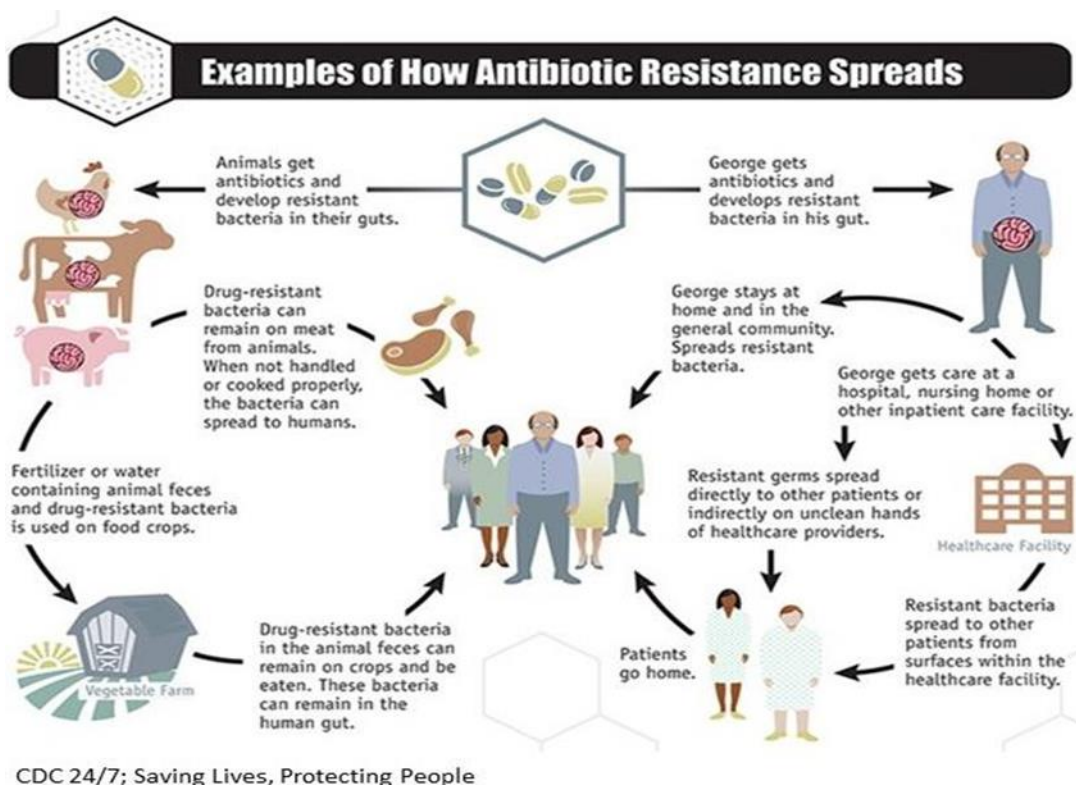 Examples of How Antibiotic Resistance Spreads
Animals get
antibiotics and
develop resistant
bacteria in their guts.
George gets
antibiotics and
develops resistant
bacteria in his gut.
Drug-resistant
bacteria can
remain on meat
from animals.
When not handled
or cooked properly,
the bacteria can
spread to humans.
George stays at
home and in the
general community.
Spreads resistant
bacteria.
George gets care at a
hospital, nursing home or
other inpatient care facility.
Fertilizer or water
containing animal feces
and drug-resistant bacteria
is used on food crops.
Resistant germs spread
directly to other patients or
indirectly on unclean hands
of healthcare providers.
Healthcare Facility
Vegetable Farm
Drug-resistant bacteria
in the animal feces can
remain on crops and be
eaten. These bacteria
can remain in the
human gut.
Patients
go home.
Resistant bacteria
spread to other
patients from
surfaces within the
healthcare facility.
CDC 24/7; Saving Lives, Protecting People